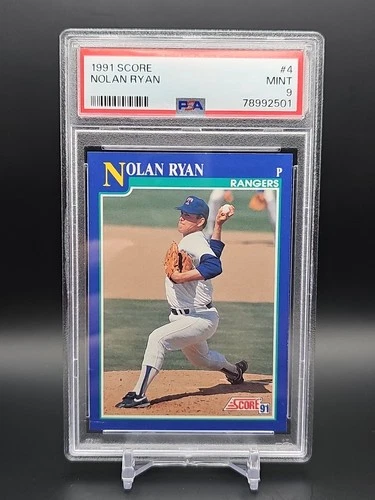 1991 SCORE #4
NOLAN RYAN MINT
9
PSA 78992501
NOLAN RYAN P
RANGERS
SCORE 91